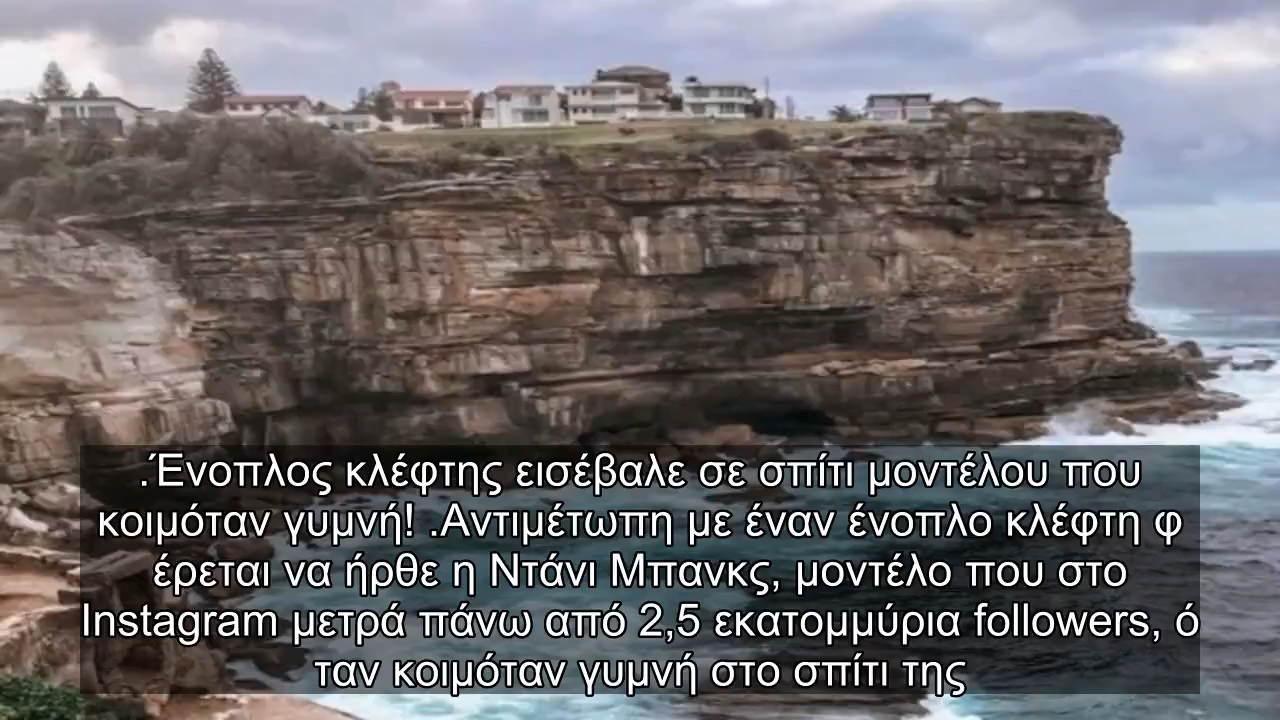 .Ένοπλος κλέφτης εισέβαλε σε σπίτι μοντέλου που
κοιμόταν γυμνή! .Αντιμέτωπη με έναν ένοπλο κλέφτη φ
έρεται να ήρθε η Ντάνι Μπανκς, μοντέλο που στο
Instagram μετρά πάνω από 2,5 εκατομμύρια followers, ό
ταν κοιμόταν γυμνή στο σπίτι της